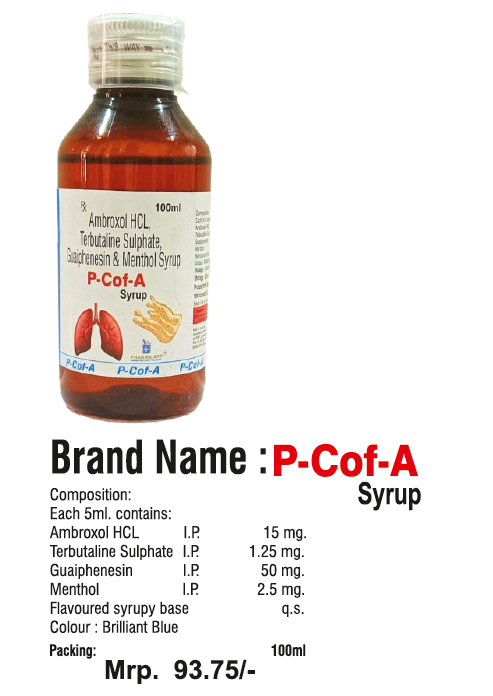 THIS WAY
Rx 100ml
Ambroxol HCL,
Terbutaline Sulphate,
Guaiphenesin & Menthol Syrup
P-Cof-A
Syrup
P-Cof-A P-Cof-A P-Cof-A
Brand Name : P-Cof-A
Syrup
Composition:
Each 5ml. contains:
Ambroxol HCL I.P. 15 mg.
Terbutaline Sulphate I.P. 1.25 mg.
Guaiphenesin I.P. 50 mg.
Menthol I.P. 2.5 mg.
Flavoured syrupy base q.s.
Colour : Brilliant Blue
Packing: 100ml
Mrp. 93.75/-